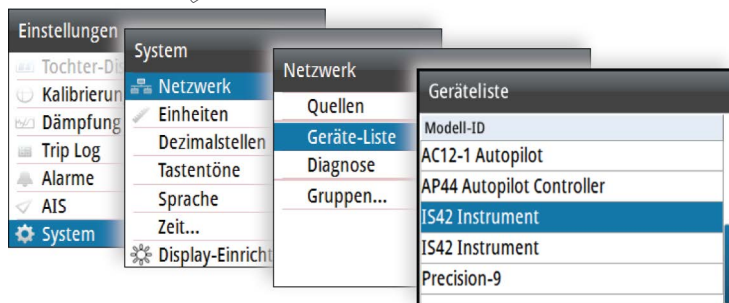 Einstellungen
Tochter-Dis
Kalibrierun
Dämpfung
Trip Log
Alarme
AIS
System
System
Netzwerk
Einheiten
Dezimalstellen
Tastentöne
Sprache
Zeit...
Display-Einricht
Netzwerk
Quellen
Geräte-Liste
Diagnose
Gruppen...
Geräteliste
Modell-ID
AC12-1 Autopilot
AP44 Autopilot Controller
IS42 Instrument
IS42 Instrument
Precision-9